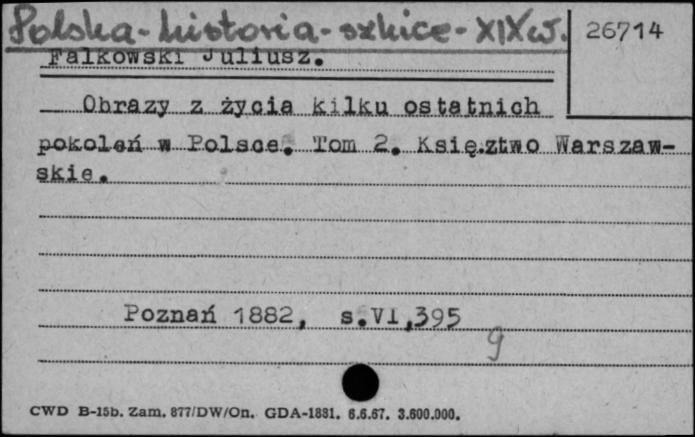 Polska - historia - szkice - XIX w.
26714
Falkowski Juliusz.
Obrazy z życia kilku ostatnich
pokoleń w Polsce. Tom 2. Księztwo Warszaw-
skie.
Poznań 1882, s.VI,395
g
CWD B-15b. Zam. 877/DW/On. GDA-1881. 6.6.67. 3.600.000.